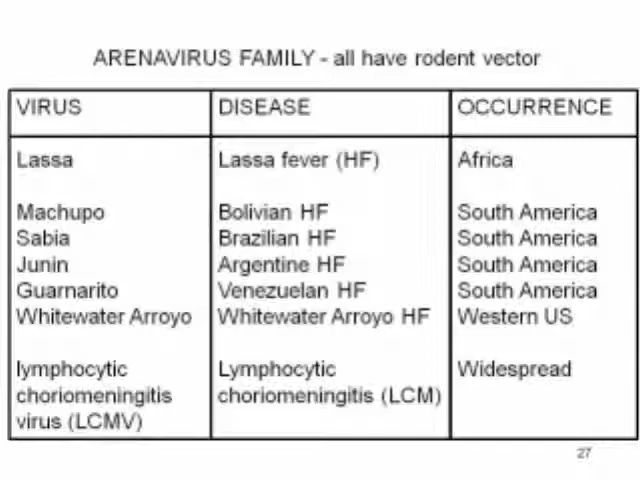 ARENAVIRUS FAMILY - all have rodent vector
VIRUS DISEASE OCCURRENCE
Lassa Lassa fever (HF) Africa
Machupo Bolivian HF South America
Sabia Brazilian HF South America
Junin Argentine HF South America
Guarnarito Venezuelan HF South America
Whitewater Arroyo Whitewater Arroyo HF Western US
lymphocytic Lymphocytic Widespread
choriomeningitis choriomeningitis (LCM)
virus (LCMV)
27